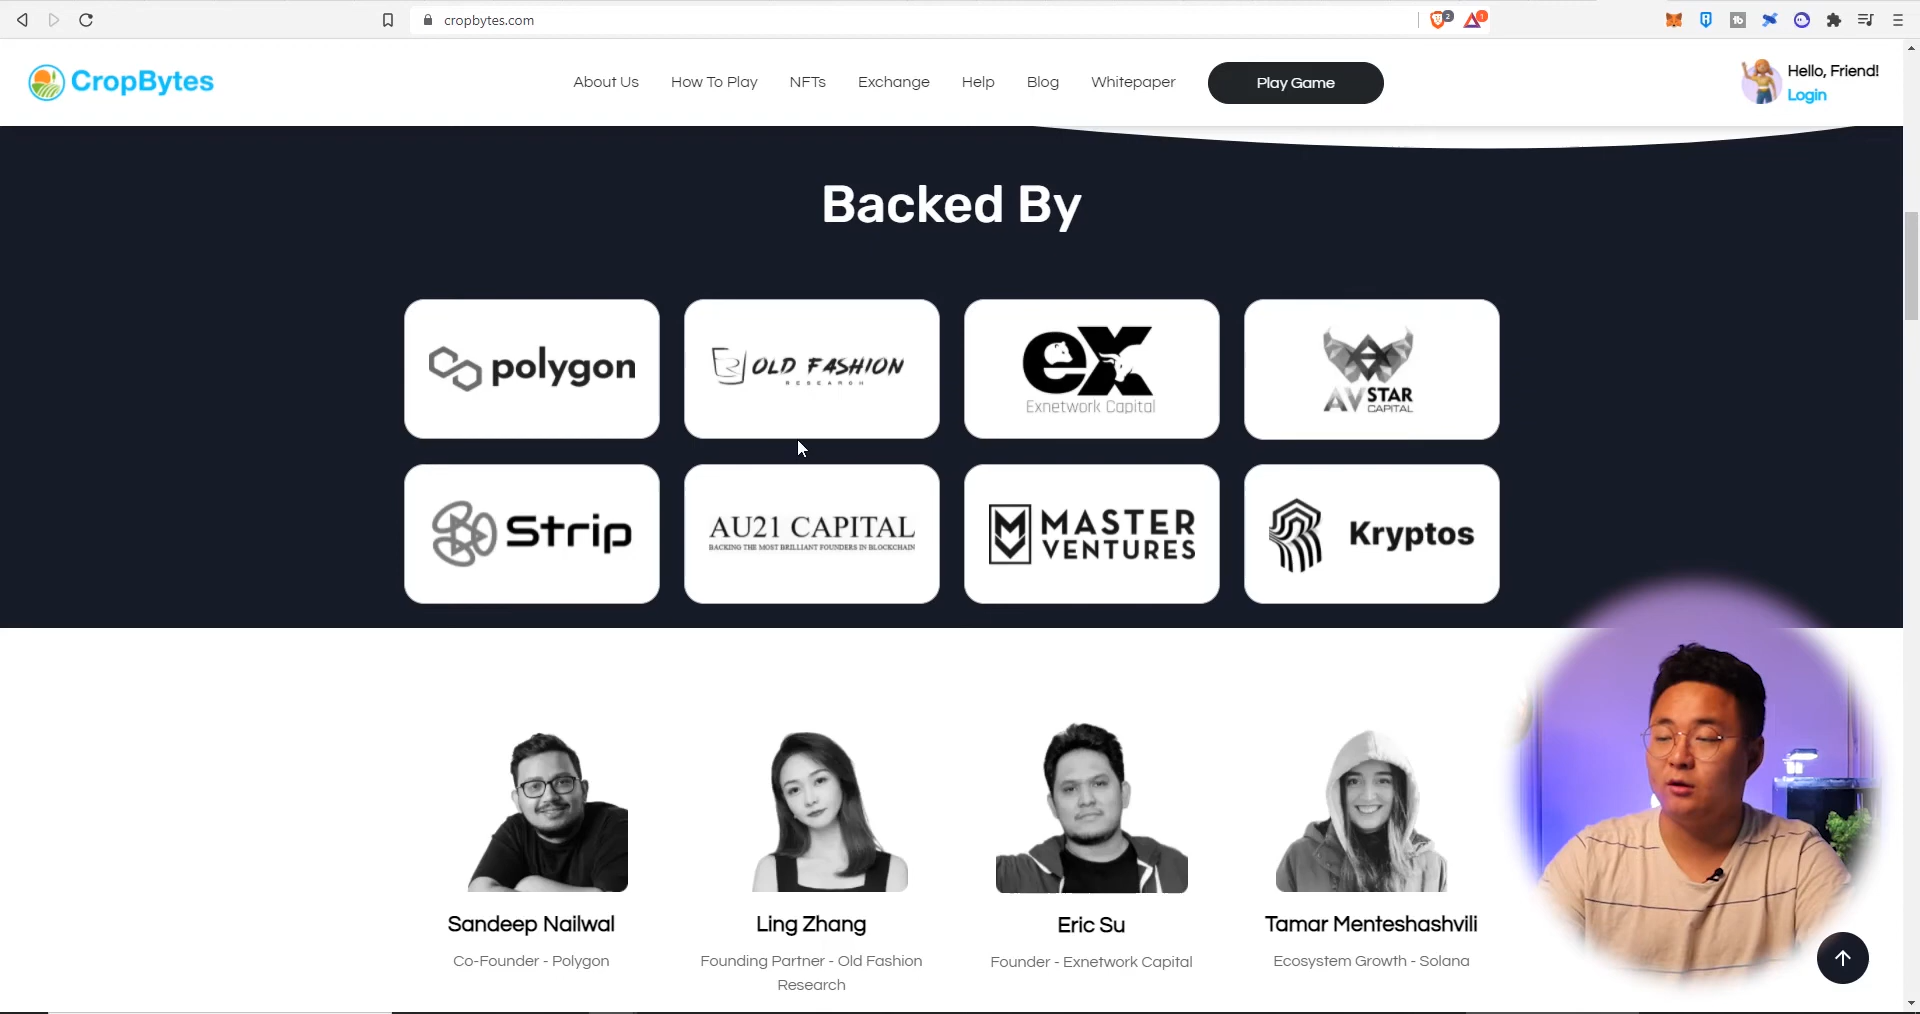 cropbytes.com
2
1
CropBytes
About Us
How To Play
NFTs
Exchange
Help
Blog
Whitepaper
Play Game
Hello, Friend!
Login
Backed By
polygon
OLD FASHION
RESEARCH
eX
Exnetwork Capital
AVSTAR
CAPITAL
Strip
AU21 CAPITAL
BACKING THE MOST BRILLIANT FOUNDERS IN BLOCKCHAIN
MASTER
VENTURES
Kryptos
Sandeep Nailwal
Co-Founder - Polygon
Ling Zhang
Founding Partner - Old Fashion
Research
Eric Su
Founder - Exnetwork Capital
Tamar Menteshashvili
Ecosystem Growth - Solana